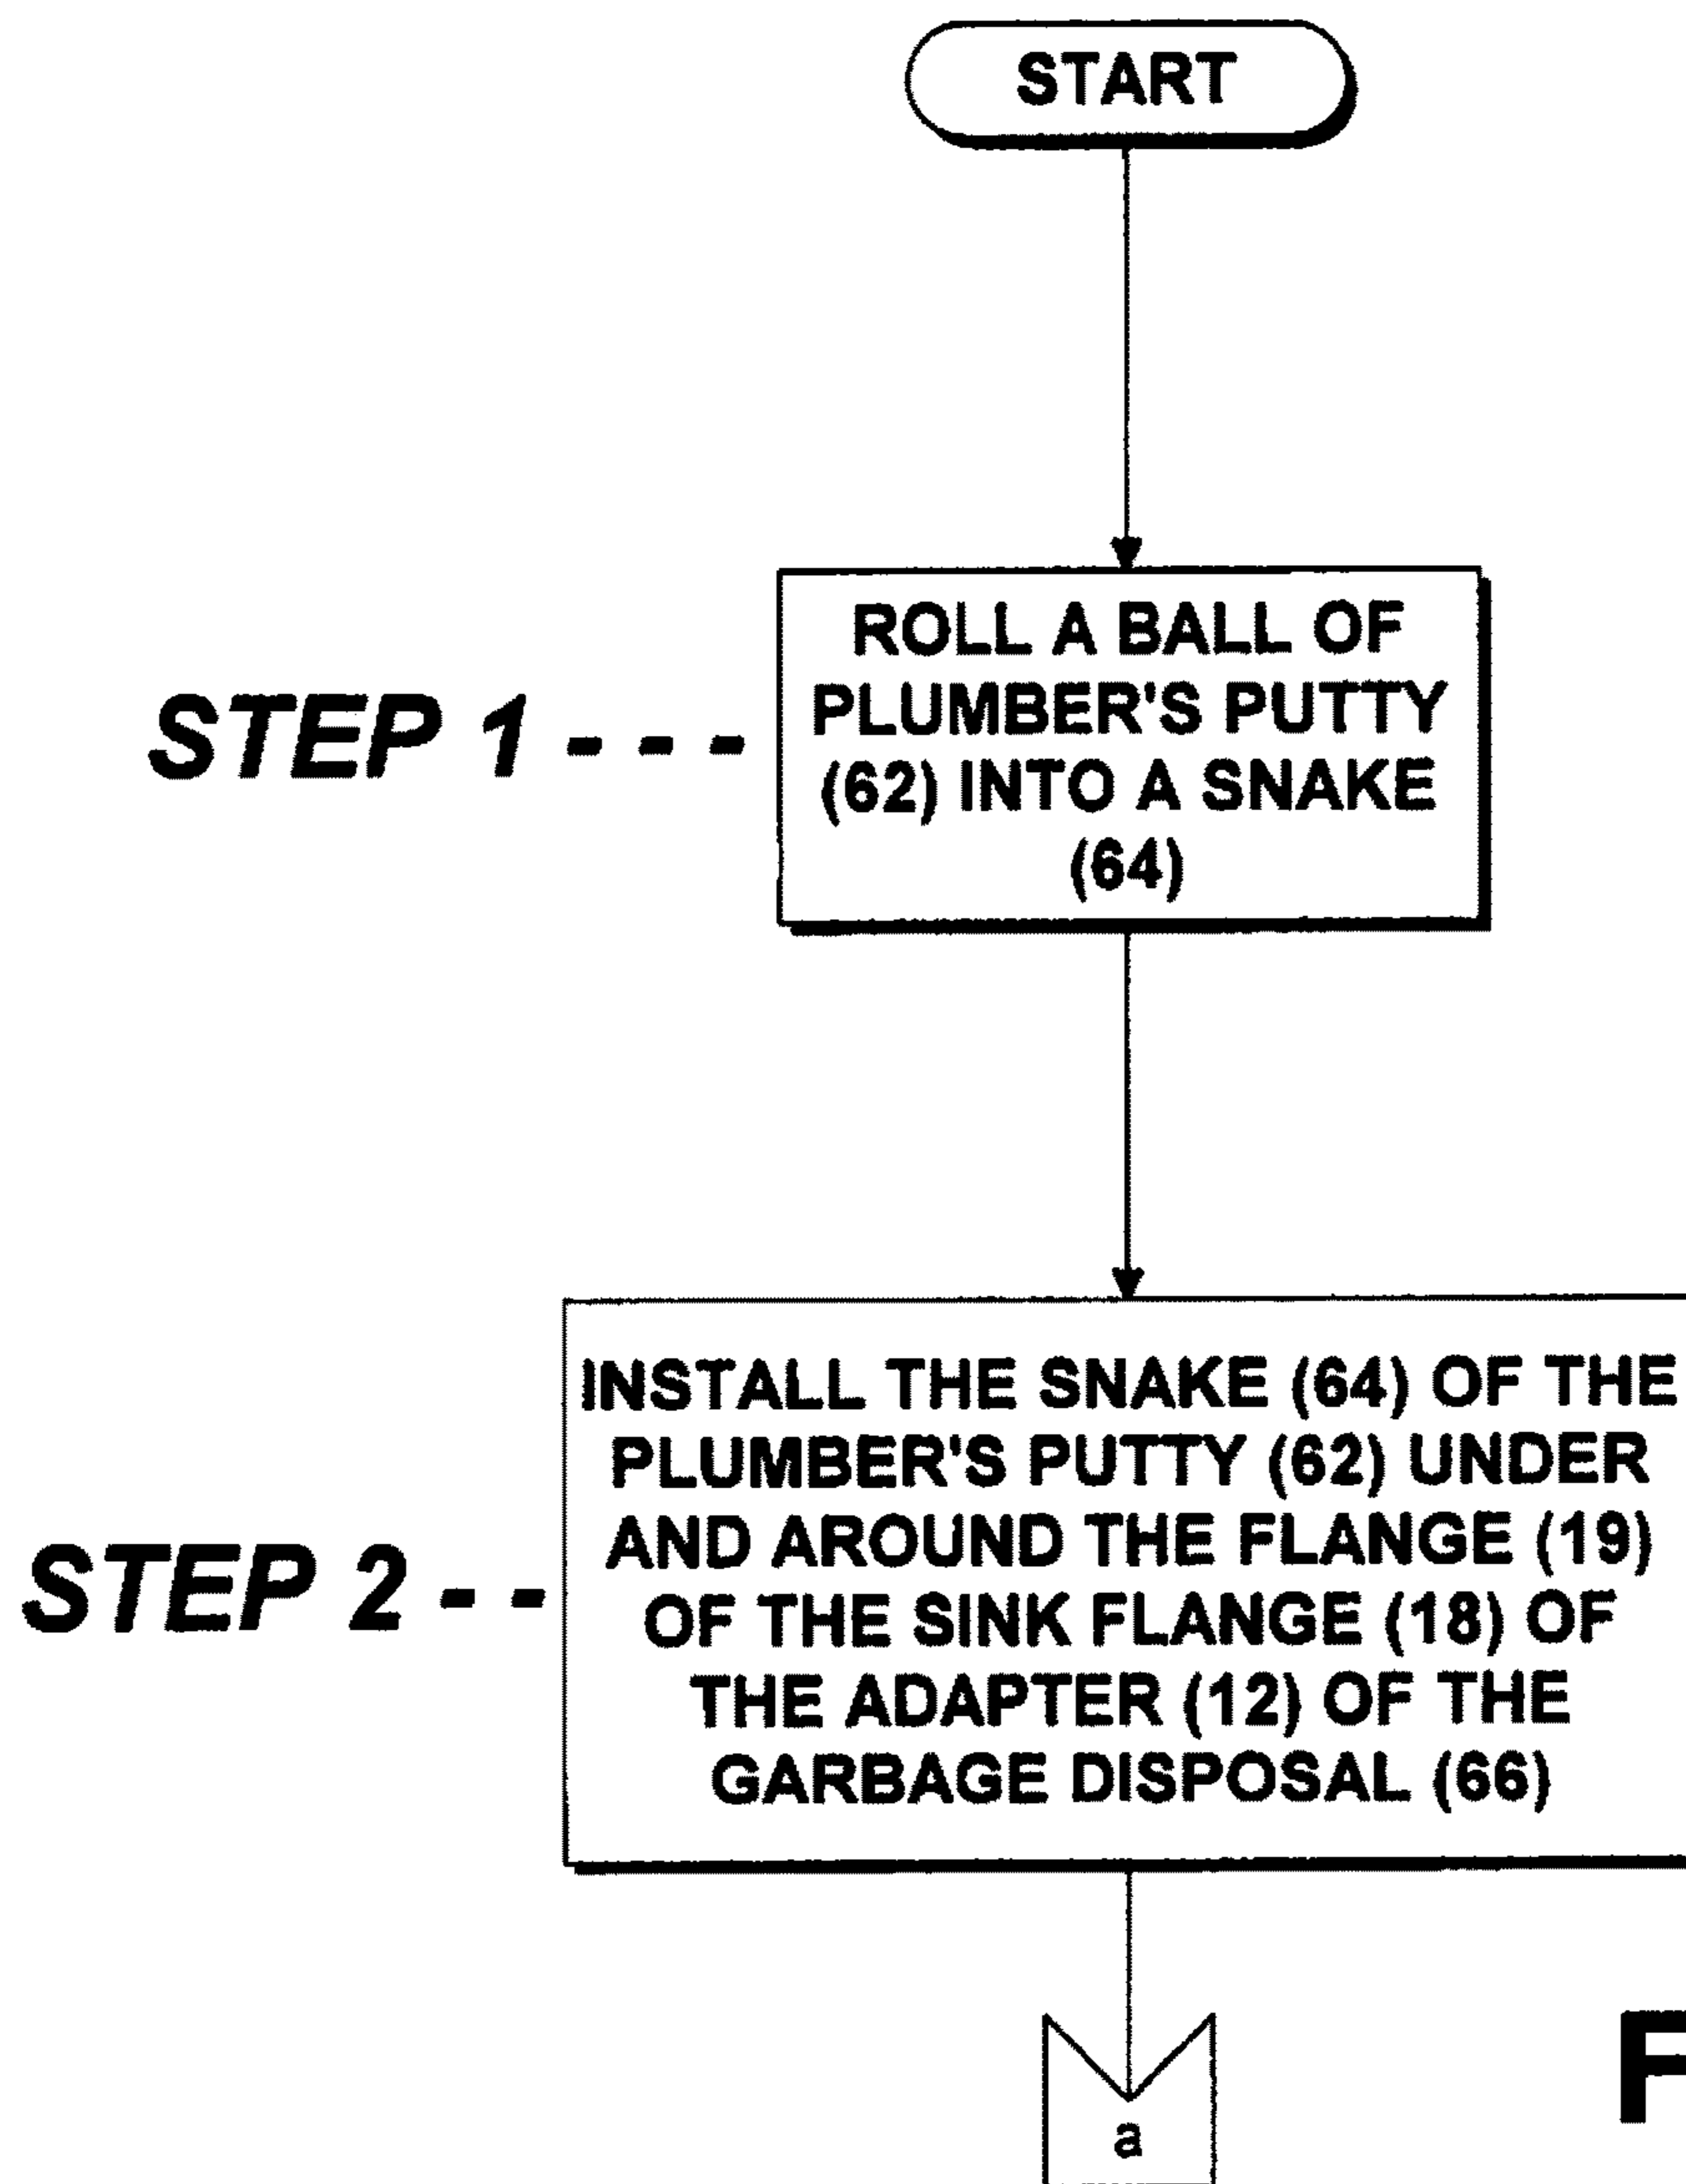 START
ROLL A BALL OF
PLUMBER'S PUTTY
(62) INTO A SNAKE
(64)
STEP 1 - - -
INSTALL THE SNAKE (64) OF THE
PLUMBER'S PUTTY (62) UNDER
AND AROUND THE FLANGE (19)
OF THE SINK FLANGE (18) OF
THE ADAPTER (12) OF THE
GARBAGE DISPOSAL (66)
STEP 2 - -
a
F